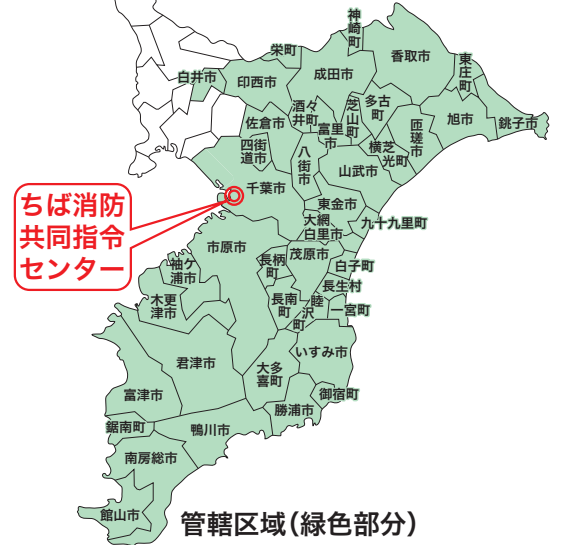 神崎町
香取市
栄町
成田市
東庄町
白井市
印西市
酒々井町
芝山町
多古町
旭市
銚子市
佐倉市
富里市
匝瑳市
四街道市
八街市
横芝光町
山武市
千葉市
ちば消防
共同指令
センター
東金市
大網白里市
九十九里町
市原市
長柄町
茂原市
白子町
袖ケ浦市
長生村
木更津市
長南町
睦沢町
一宮町
いすみ市
君津市
大多喜町
富津市
御宿町
勝浦市
鋸南町
鴨川市
南房総市
館山市
管轄区域(緑色部分)